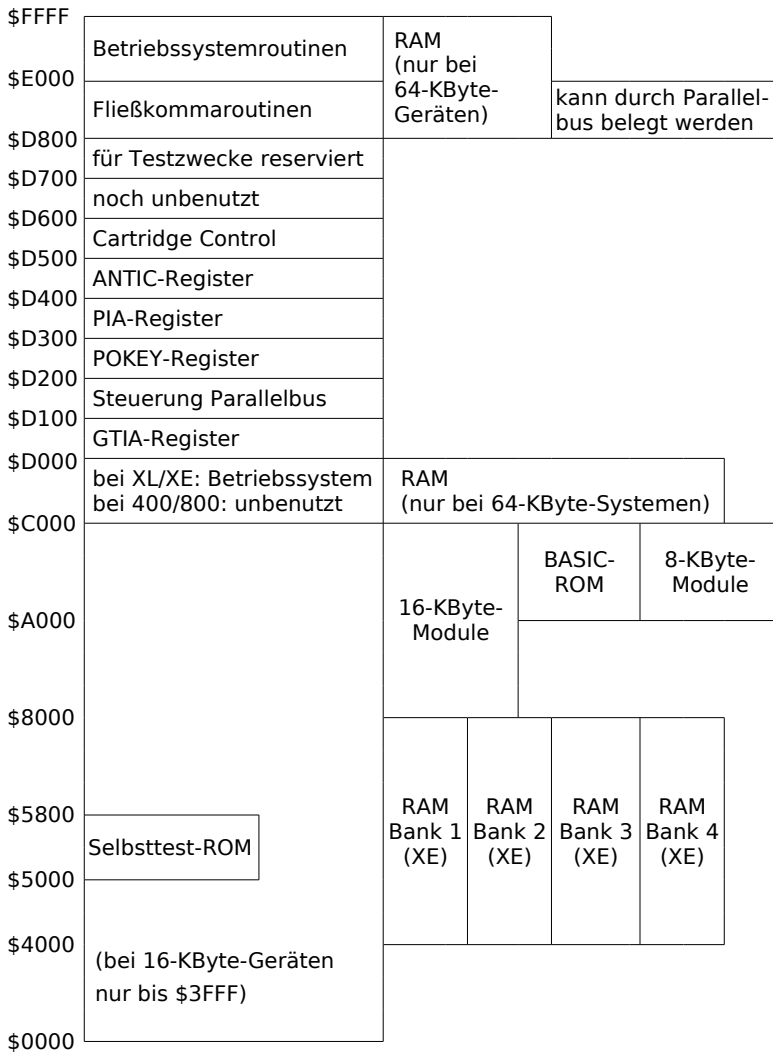 $FFFF
Betriebssystemroutinen
RAM
(nur bei
64-KByte-
Geräten)
$E000
Fließkommaroutinen
kann durch Parallel-
bus belegt werden
$D800
für Testzwecke reserviert
$D700
noch unbenutzt
$D600
Cartridge Control
$D500
ANTIC-Register
$D400
PIA-Register
$D300
POKEY-Register
$D200
Steuerung Parallelbus
$D100
GTIA-Register
$D000
bei XL/XE: Betriebssystem
bei 400/800: unbenutzt
RAM
(nur bei 64-KByte-Systemen)
$C000
16-KByte-
Module
BASIC-
ROM
8-KByte-
Module
$A000
$8000
RAM
Bank 1
(XE)
RAM
Bank 2
(XE)
RAM
Bank 3
(XE)
RAM
Bank 4
(XE)
$5800
Selbsttest-ROM
$5000
$4000
(bei 16-KByte-Geräten
nur bis $3FFF)
$0000